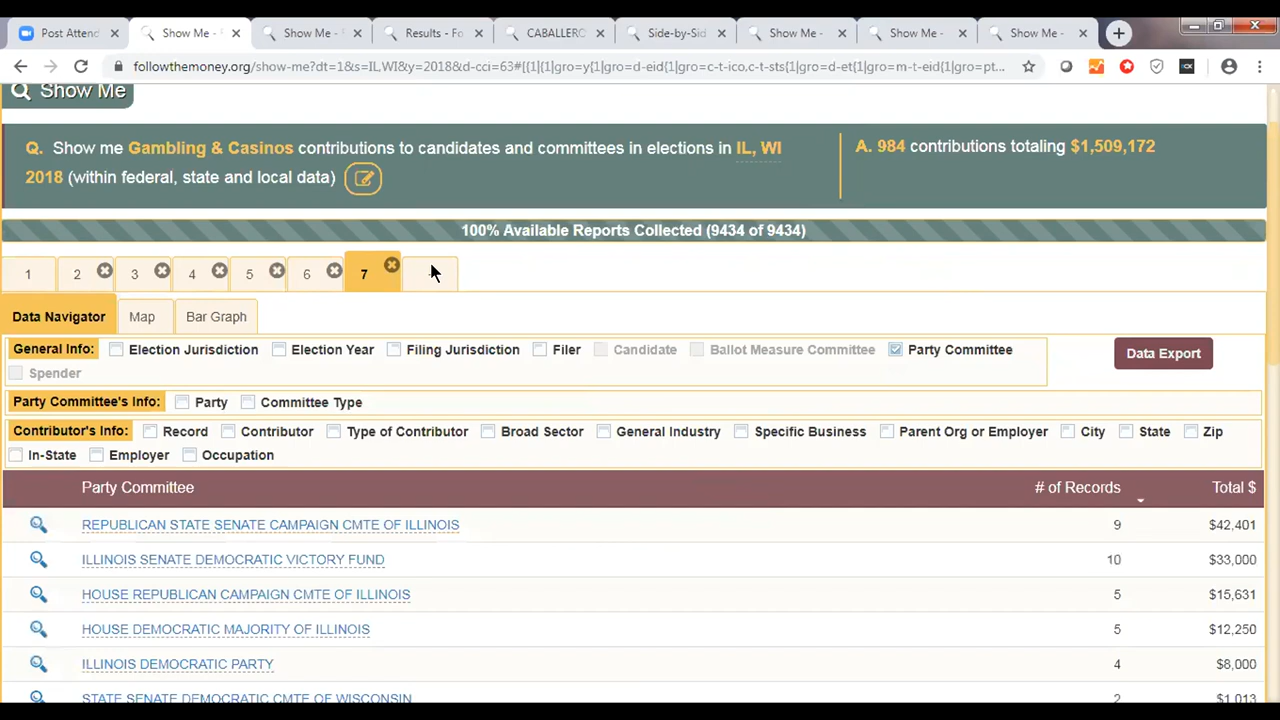 Post Attend
Show Me -
Show Me -
Results - Fo
CABALLERO
Side-by-Sid
Show Me -
Show Me -
Show Me -
followthemoney.org/show-me?dt=1&s=IL,WI&y=2018&d-cci=63#[{1|gro=y{1|gro=d-eid{1|gro=c-t-ico,c-t-sts{1|gro=d-et{1|gro=m-t-eid{1|gro=pt...
Show Me
Q. Show me Gambling & Casinos contributions to candidates and committees in elections in IL, WI
2018 (within federal, state and local data)
A. 984 contributions totaling $1,509,172
100% Available Reports Collected (9434 of 9434)
1 2 3 4 5 6 7
Data Navigator Map Bar Graph
General Info: Election Jurisdiction Election Year Filing Jurisdiction Filer Candidate Ballot Measure Committee Party Committee
Spender
Data Export
Party Committee's Info: Party Committee Type
Contributor's Info: Record Contributor Type of Contributor Broad Sector General Industry Specific Business Parent Org or Employer City State Zip
In-State Employer Occupation
Party Committee # of Records Total $
REPUBLICAN STATE SENATE CAMPAIGN CMTE OF ILLINOIS 9 $42,401
ILLINOIS SENATE DEMOCRATIC VICTORY FUND 10 $33,000
HOUSE REPUBLICAN CAMPAIGN CMTE OF ILLINOIS 5 $15,631
HOUSE DEMOCRATIC MAJORITY OF ILLINOIS 5 $12,250
ILLINOIS DEMOCRATIC PARTY 4 $8,000
STATE SENATE DEMOCRATIC CMTE OF WISCONSIN 2 $1,013